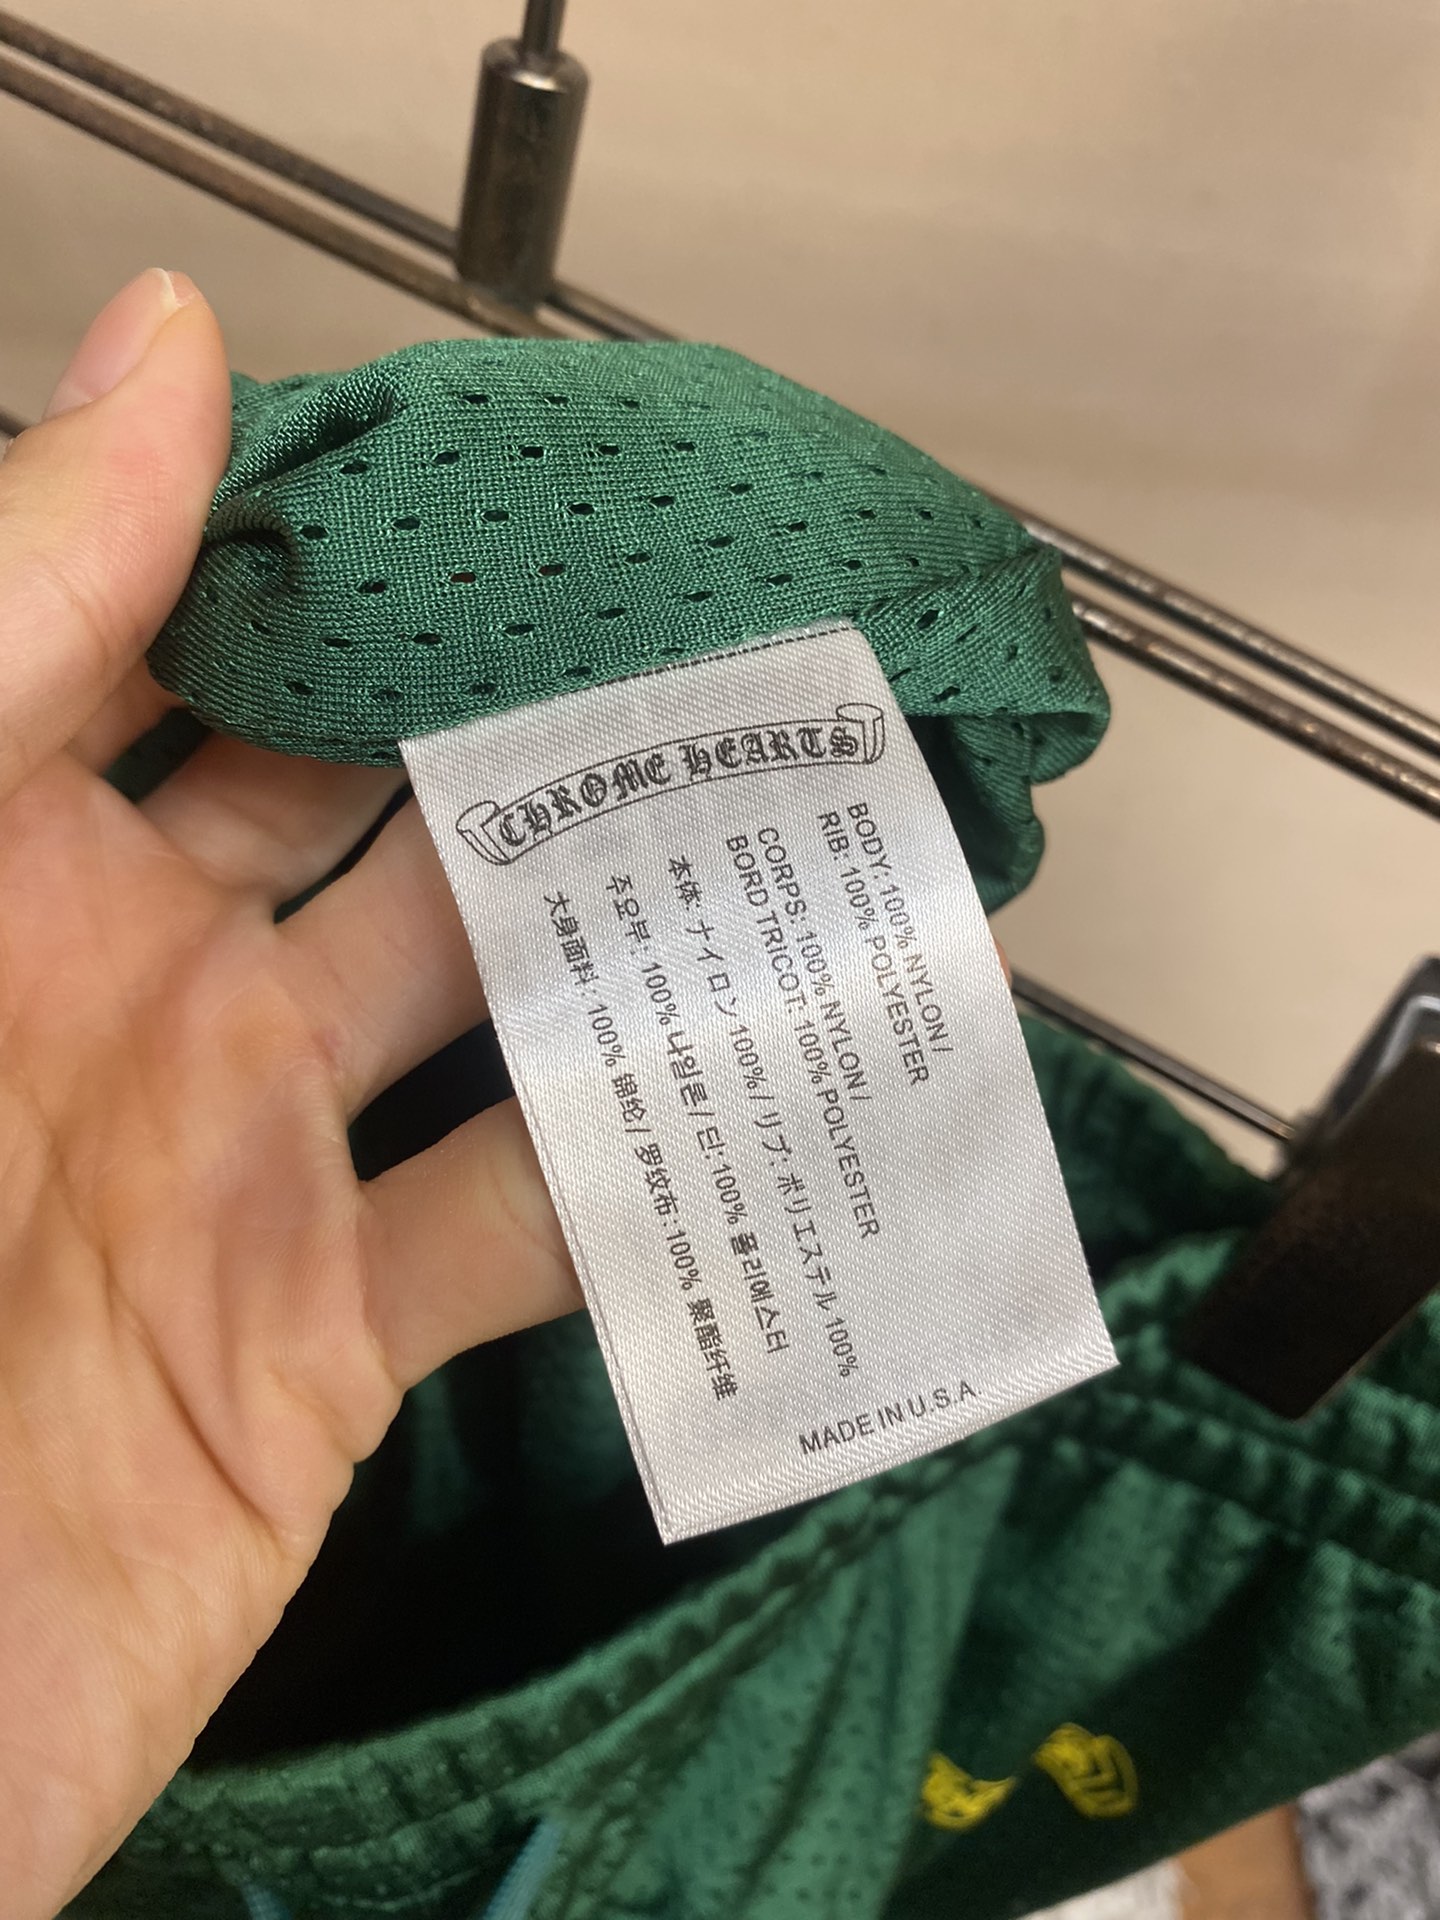 CHROME HEARTS
BODY: 100% NYLON /
RIB: 100% POLYESTER
CORPS: 100% NYLON /
BORD TRICOT: 100% POLYESTER
本体: ナイロン 100% / リブ: ポリエステル 100%
주요부: 100% 나일론 / 단: 100% 폴리에스터
大身面料: 100% 锦纶 / 罗纹布: 100% 聚酯纤维
MADE IN U.S.A.